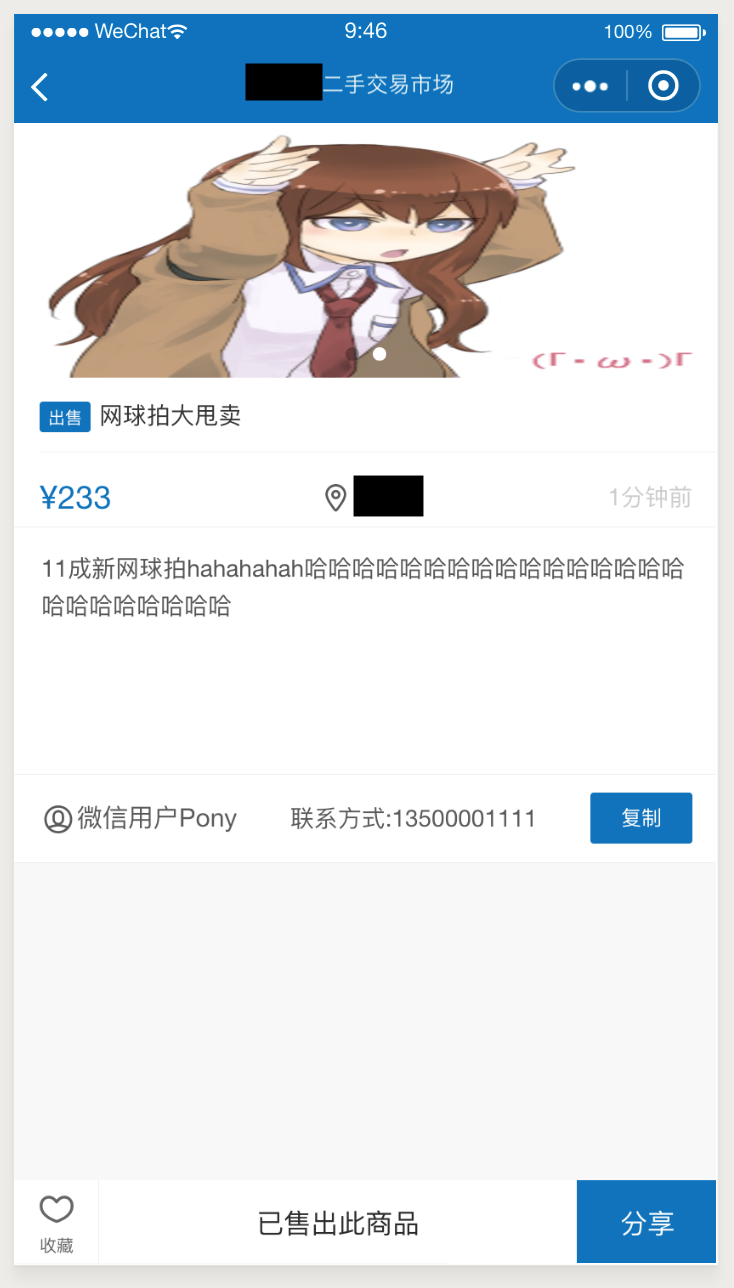 WeChat 9:46 100%
二手交易市场
(Γ・ω・)Γ
出售 网球拍大甩卖
¥233 1分钟前
11成新网球拍hahahahah哈哈哈哈哈哈哈哈哈哈哈哈哈哈哈哈
哈哈哈哈哈哈哈哈
微信用户Pony 联系方式:13500001111 复制
收藏 已售出此商品 分享